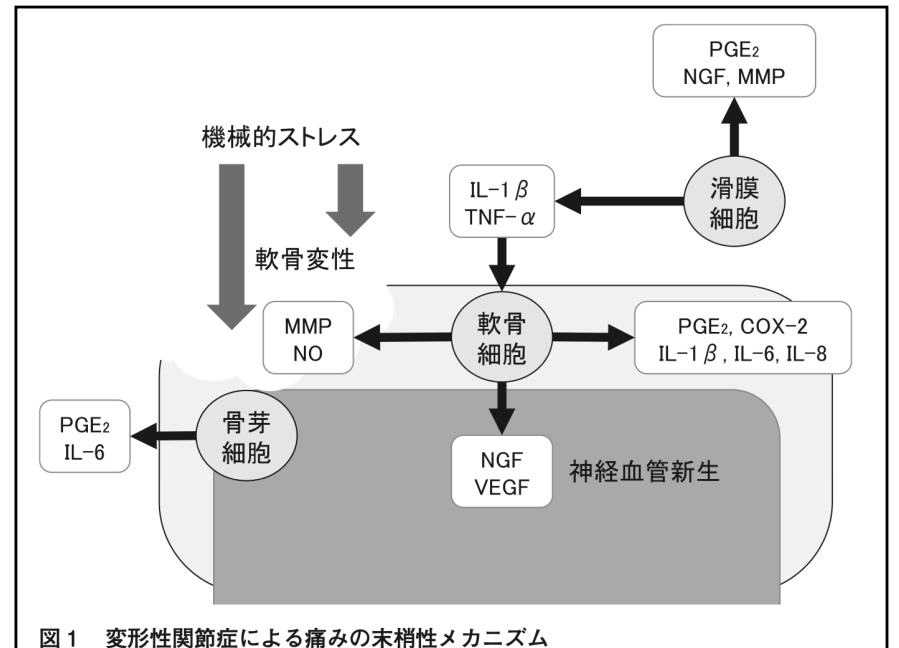 PGE₂
NGF, MMP
機械的ストレス
滑膜
細胞
IL-1β
TNF-α
軟骨変性
MMP
NO
軟骨
細胞
PGE₂, COX-2
IL-1β, IL-6, IL-8
PGE₂
IL-6
骨芽
細胞
NGF
VEGF
神経血管新生
図1 変形性関節症による痛みの末梢性メカニズム